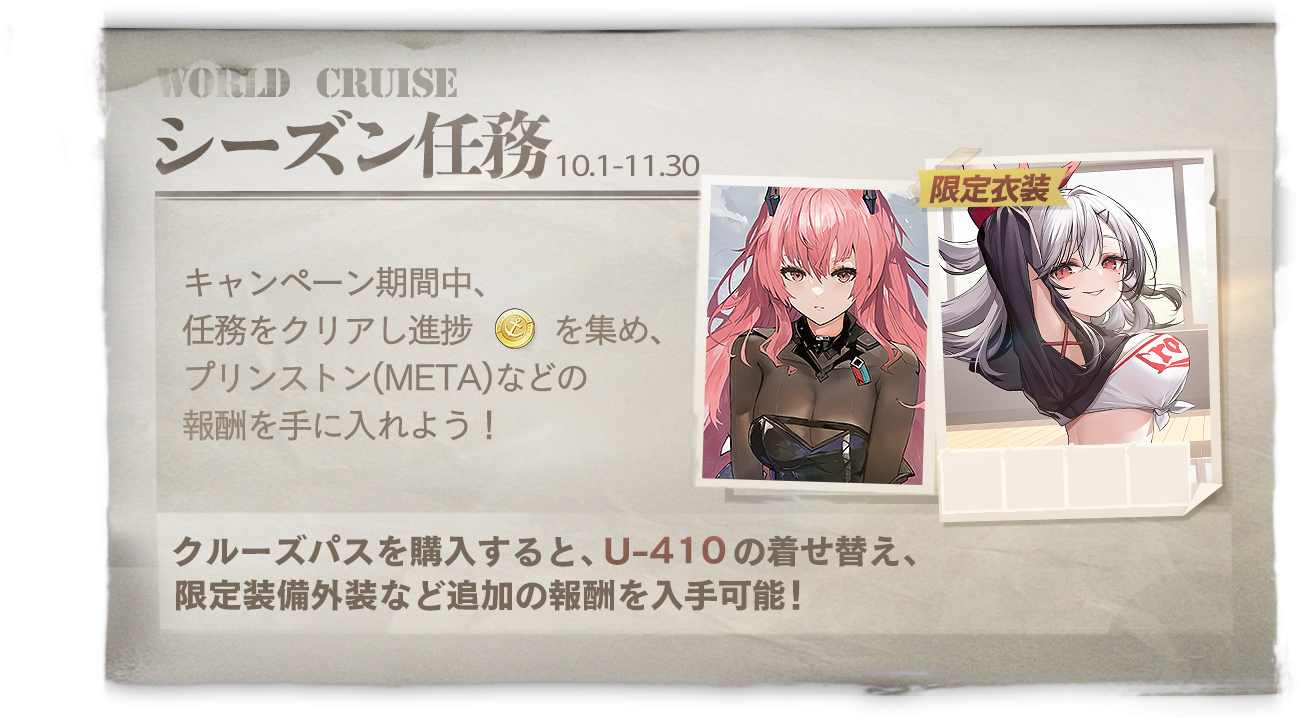 WORLD CRUISE
シーズン任務 10.1-11.30
限定衣装
キャンペーン期間中、
任務をクリアし進捗 を集め、
プリンストン(META)などの
報酬を手に入れよう！
クルーズパスを購入すると、U-410の着せ替え、
限定装備外装など追加の報酬を入手可能！